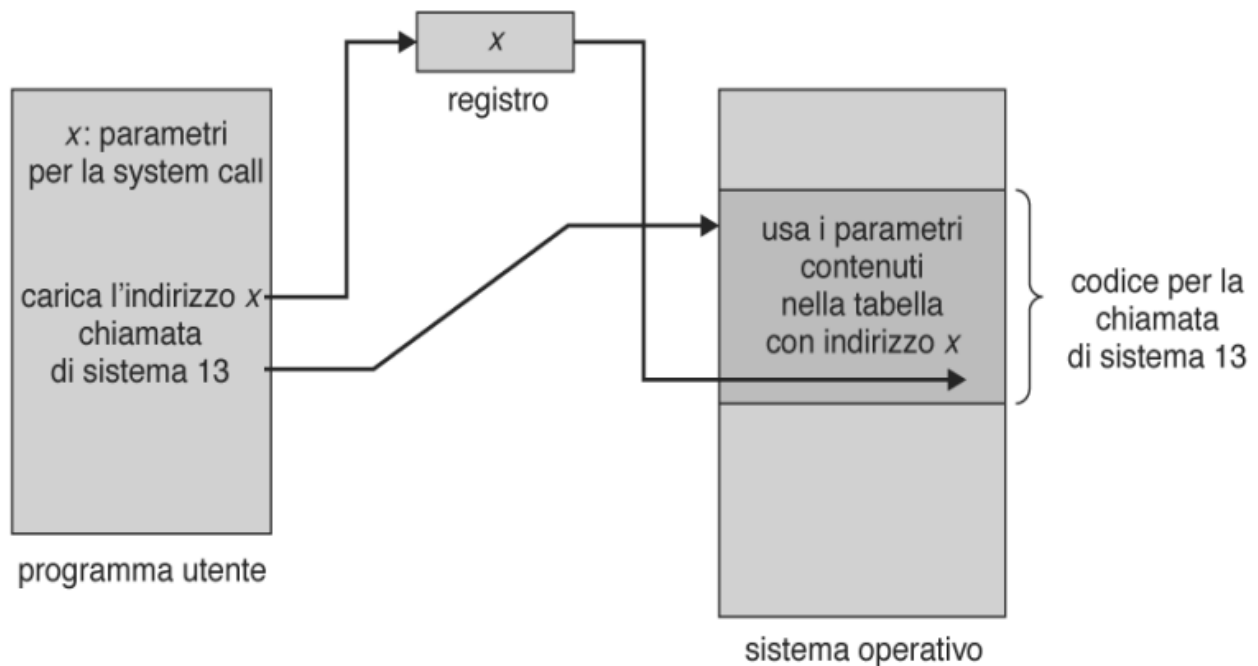 x
registro
x: parametri
per la system call
carica l'indirizzo x
chiamata
di sistema 13
programma utente
usa i parametri
contenuti
nella tabella
con indirizzo x
codice per la
chiamata
di sistema 13
sistema operativo